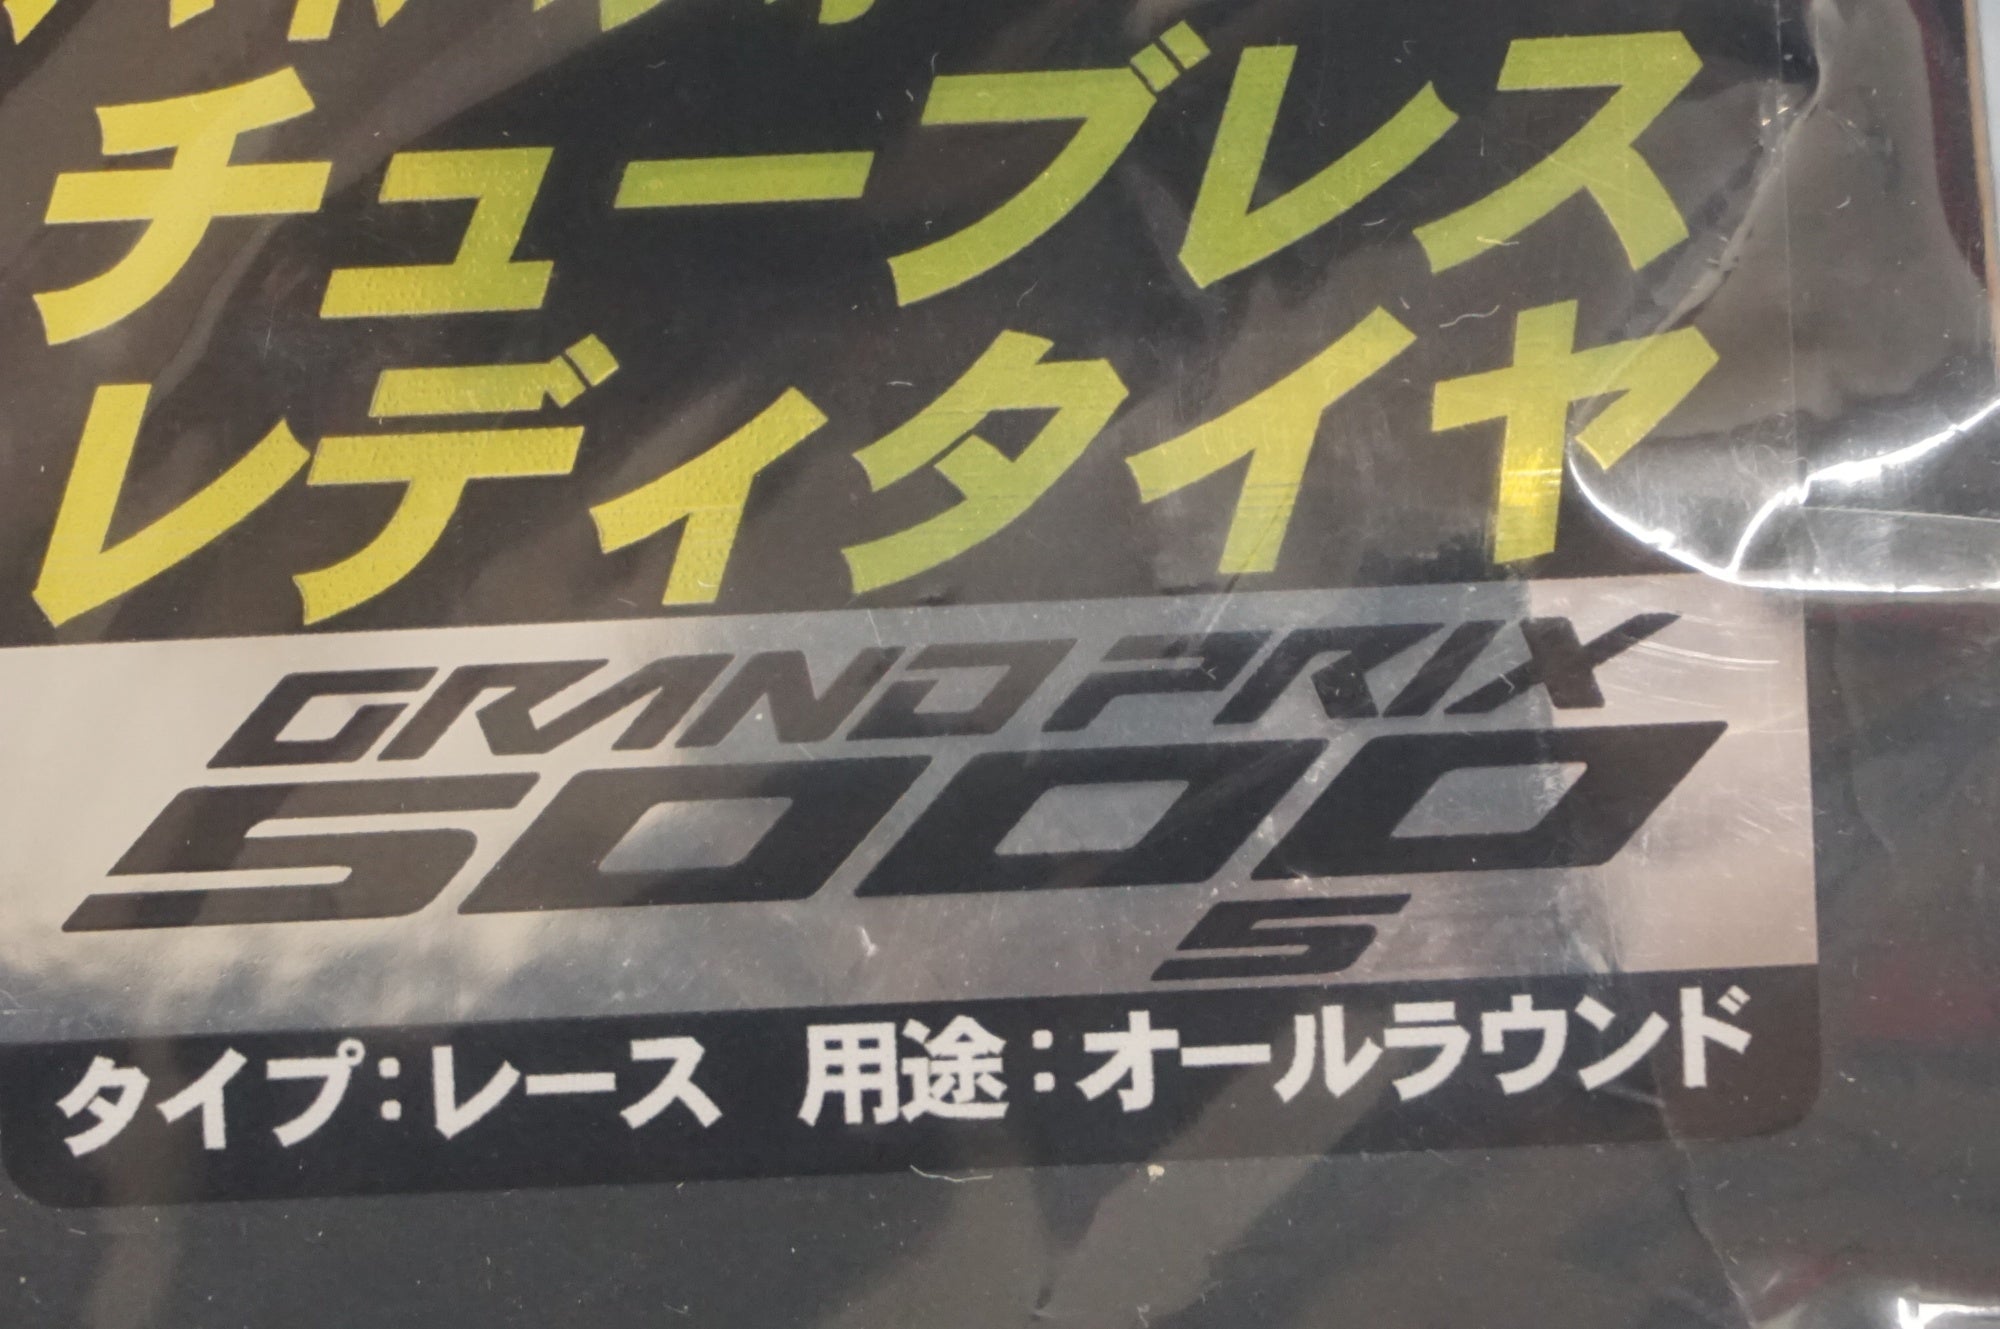 チューブレス
レディタイヤ
GRAND PRIX
5000
S
タイプ:レース 用途:オールラウンド